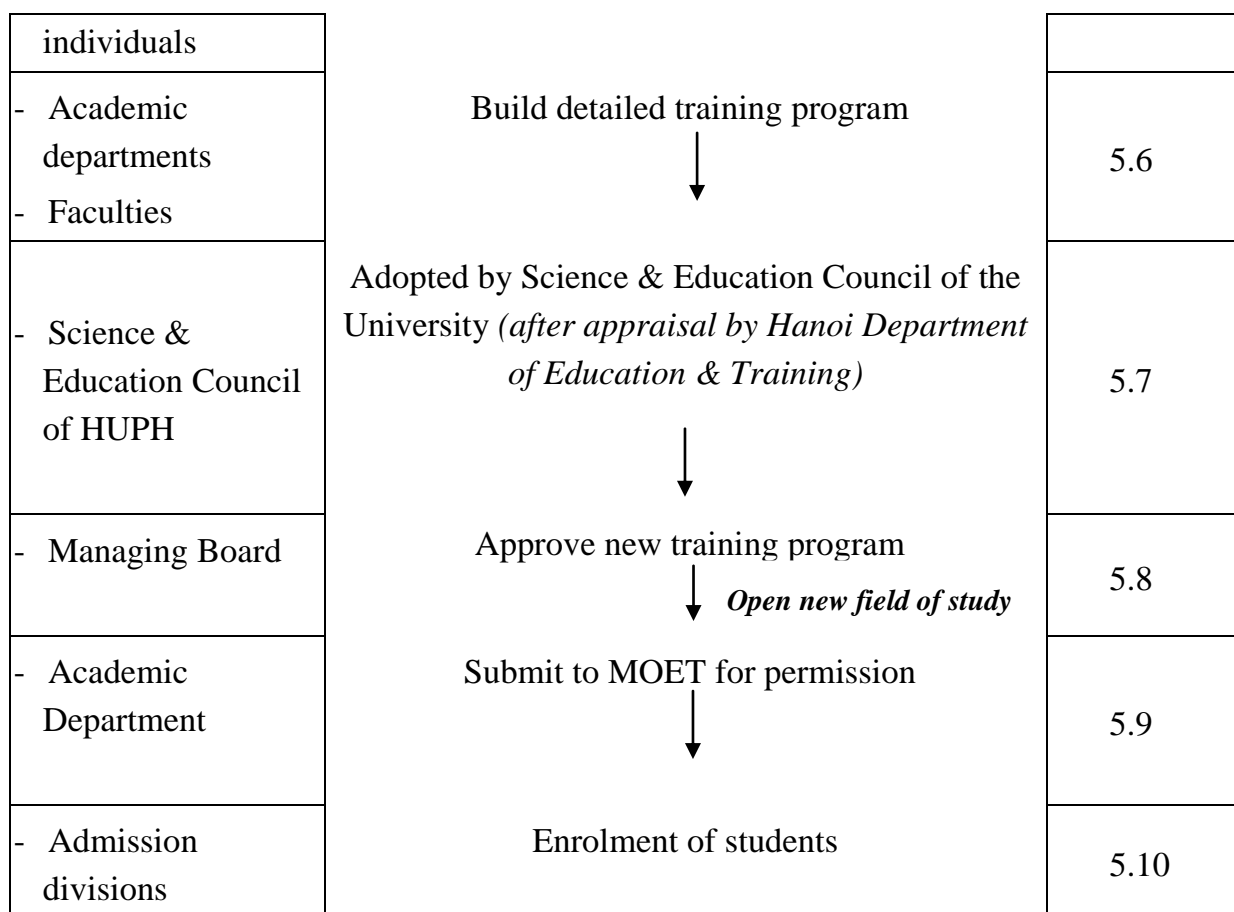 individuals
- Academic
departments
- Faculties
Build detailed training program
5.6
- Science &
Education Council
of HUPH
Adopted by Science & Education Council of the
University (after appraisal by Hanoi Department
of Education & Training)
5.7
- Managing Board
Approve new training program
Open new field of study
5.8
- Academic
Department
Submit to MOET for permission
5.9
- Admission
divisions
Enrolment of students
5.10